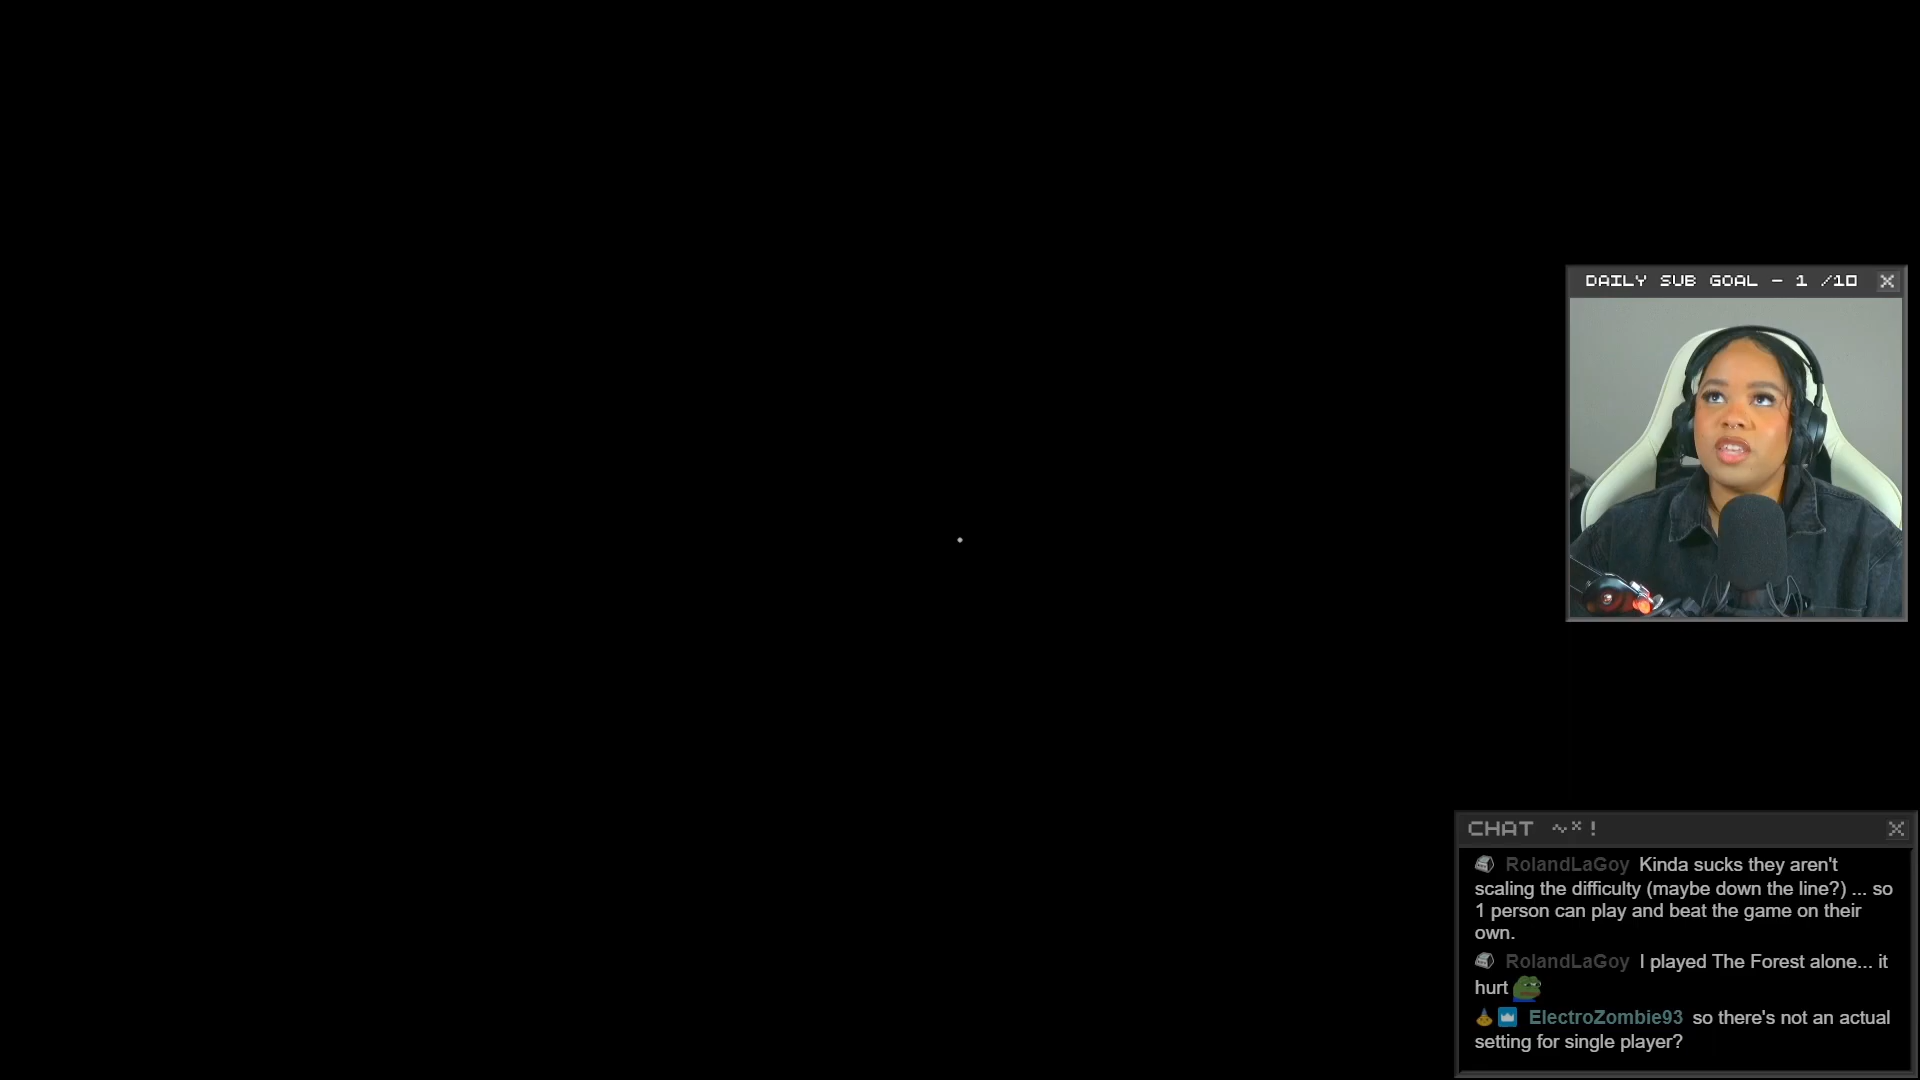 DAILY SUB GOAL - 1 /10
CHAT ~*!
RolandLaGoy Kinda sucks they aren't
scaling the difficulty (maybe down the line?) ... so
1 person can play and beat the game on their
own.
RolandLaGoy I played The Forest alone... it
hurt
ElectroZombie93 so there's not an actual
setting for single player?